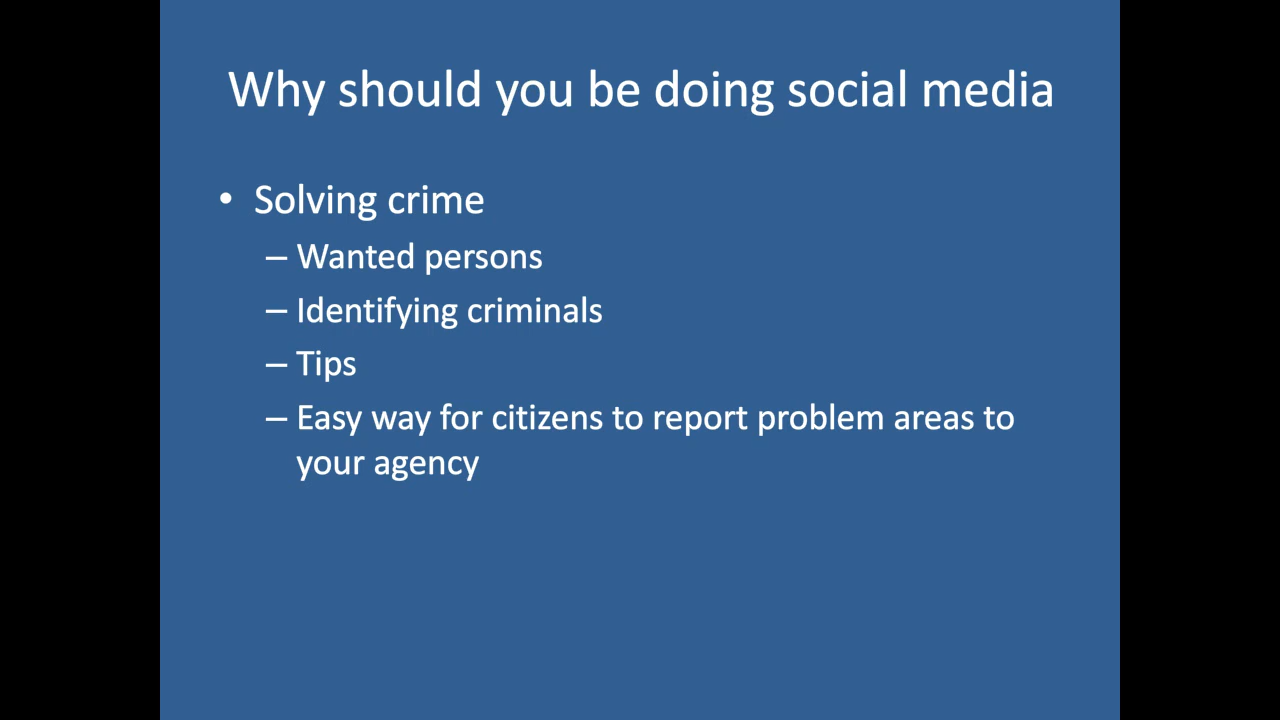 Why should you be doing social media
• Solving crime
– Wanted persons
– Identifying criminals
– Tips
– Easy way for citizens to report problem areas to
your agency